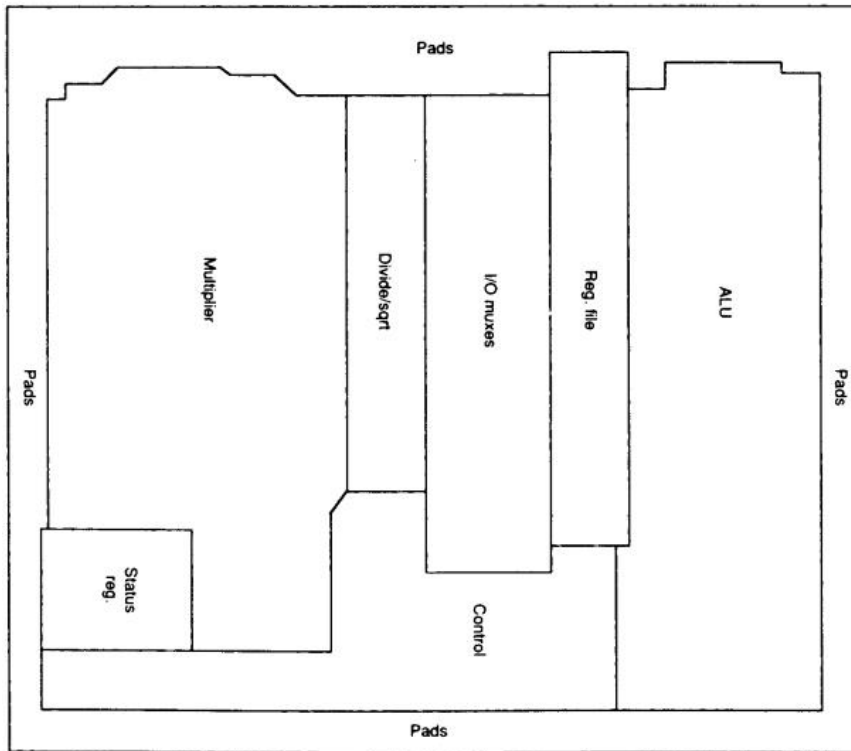 Pads
Multiplier
Divide/sqrt
I/O muxes
Reg. file
ALU
Pads
Pads
Status
reg.
Control
Pads